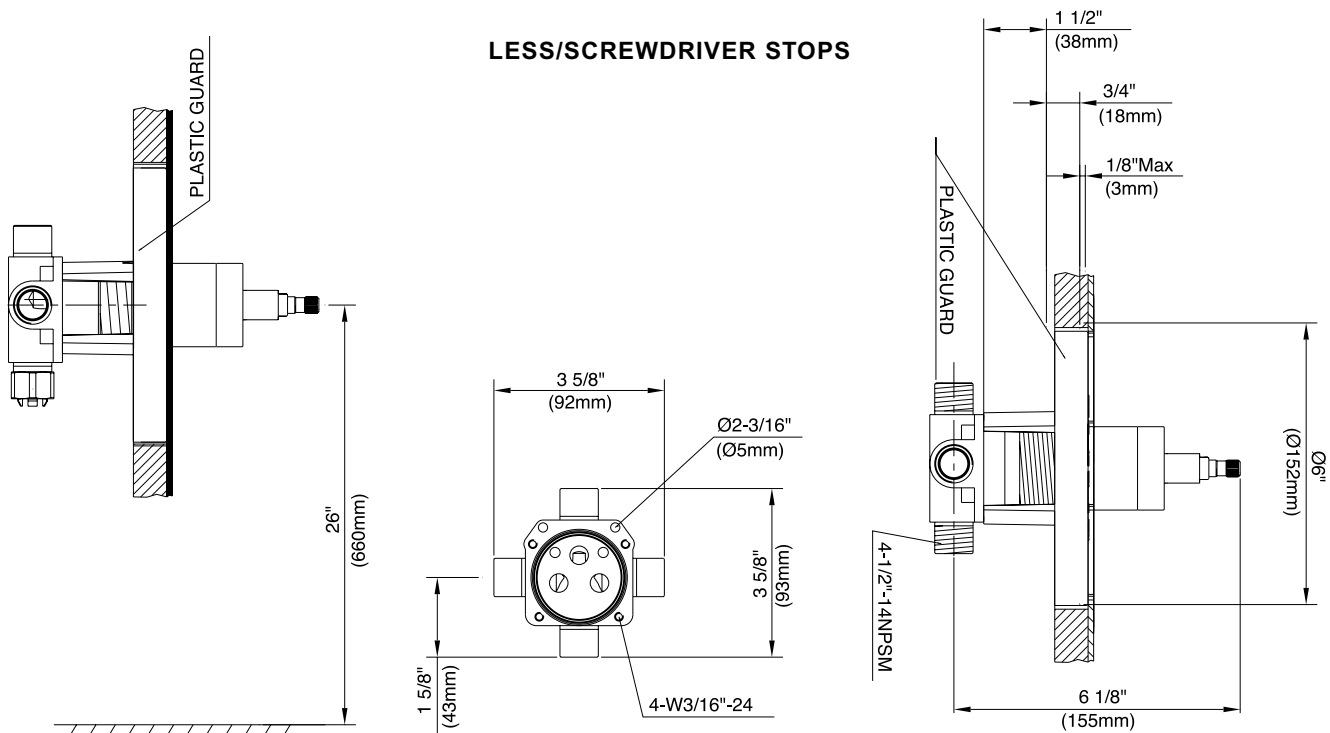 LESS/SCREWDRIVER STOPS
PLASTIC GUARD
26"
(660mm)
3 5/8"
(92mm)
Ø2-3/16"
(Ø5mm)
3 5/8"
(93mm)
1 5/8"
(43mm)
4-W3/16"-24
1 1/2"
(38mm)
3/4"
(18mm)
1/8"Max
(3mm)
PLASTIC GUARD
Ø6"
(Ø152mm)
4-1/2"-14NPSM
6 1/8"
(155mm)